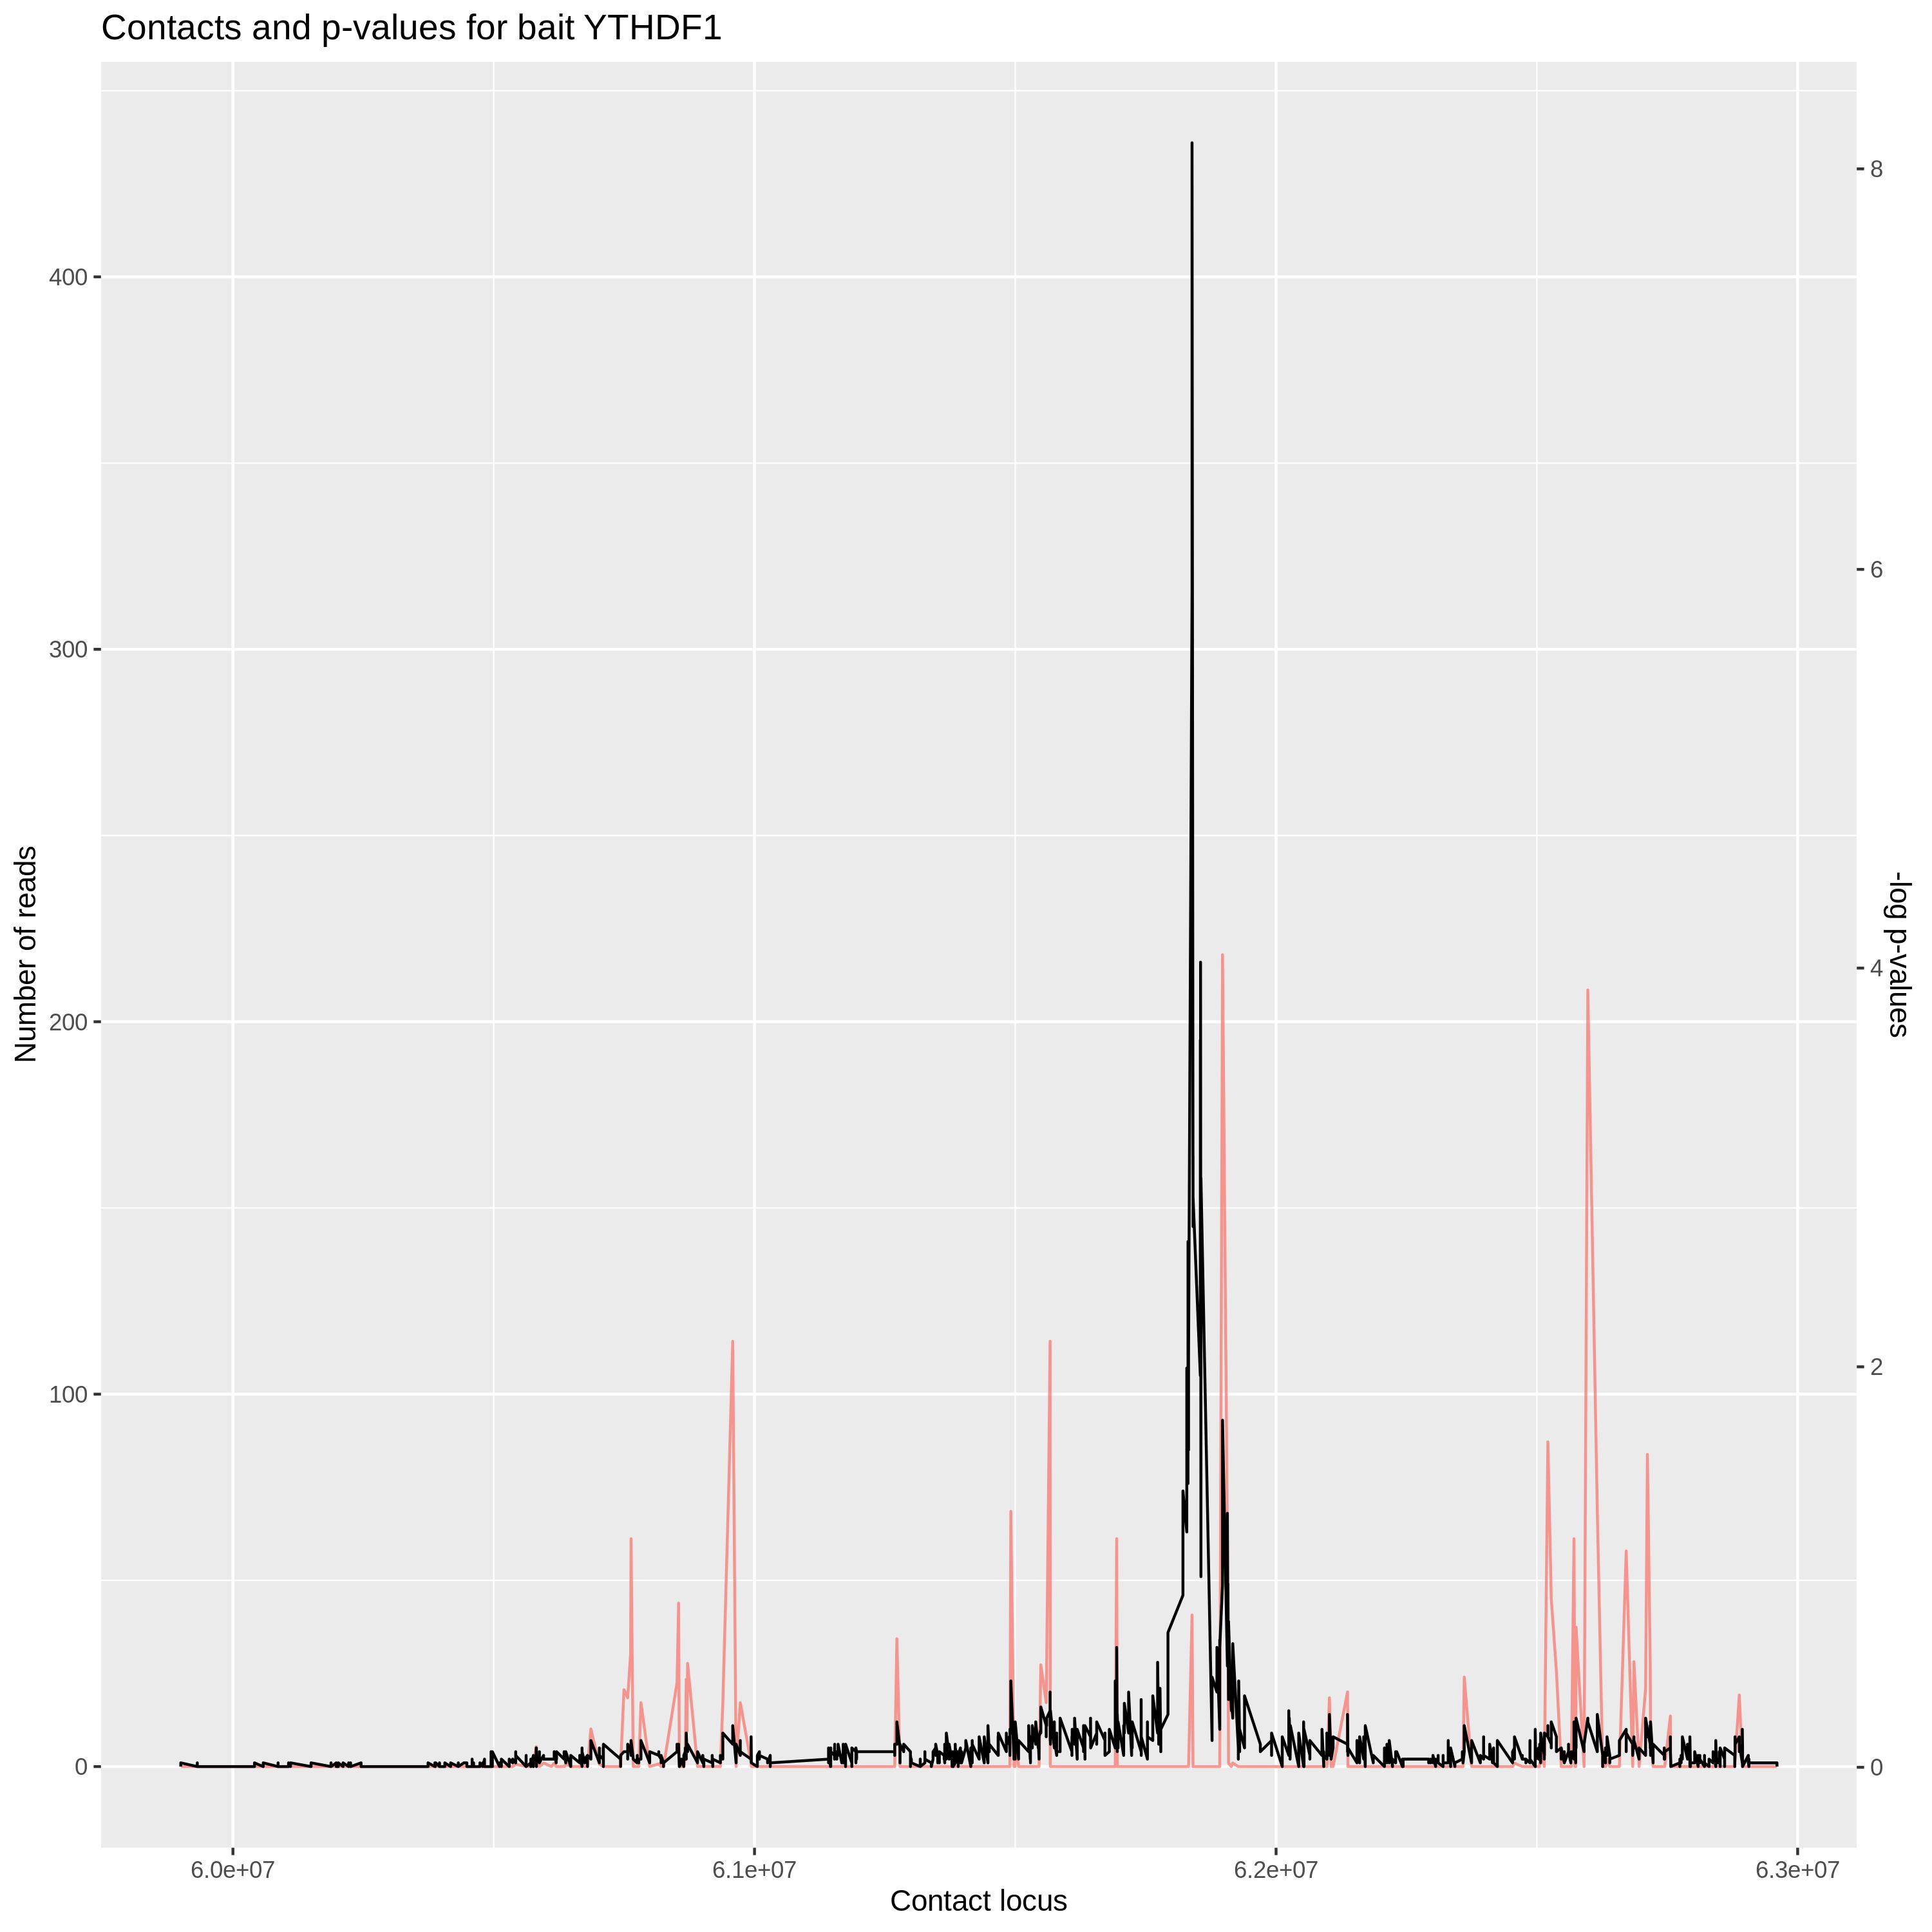 Contacts and p-values for bait YTHDF1
400
300
200
100
0
Number of reads
8
6
4
2
0
-log p-values
6.0e+07
6.1e+07
6.2e+07
6.3e+07
Contact locus